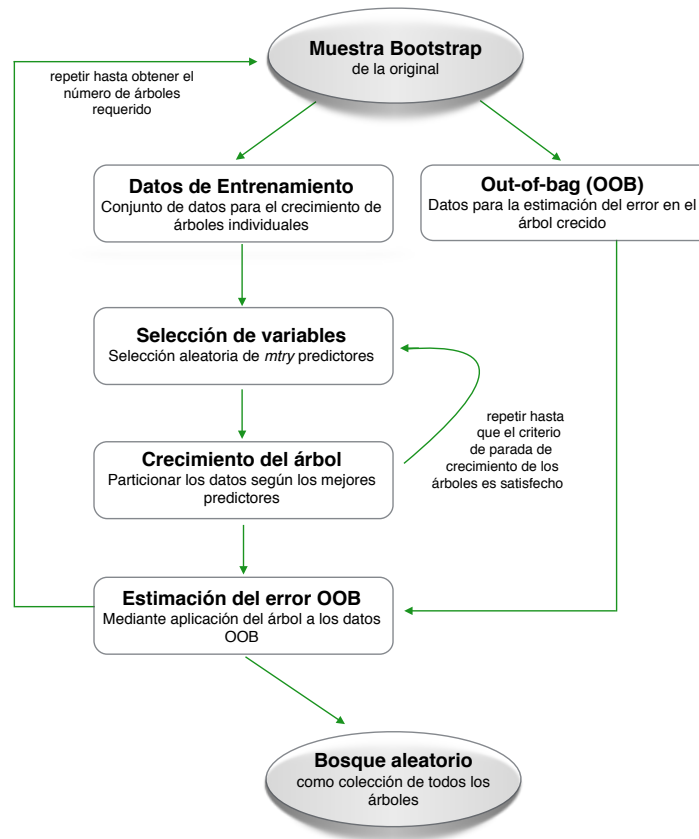 Muestra Bootstrap
de la original
repetir hasta obtener el
número de árboles
requerido
Datos de Entrenamiento
Conjunto de datos para el crecimiento de
árboles individuales
Out-of-bag (OOB)
Datos para la estimación del error en el
árbol crecido
Selección de variables
Selección aleatoria de mtry predictores
repetir hasta
que el criterio
de parada de
crecimiento de los
árboles es satisfecho
Crecimiento del árbol
Particionar los datos según los mejores
predictores
Estimación del error OOB
Mediante aplicación del árbol a los datos
OOB
Bosque aleatorio
como colección de todos los
árboles